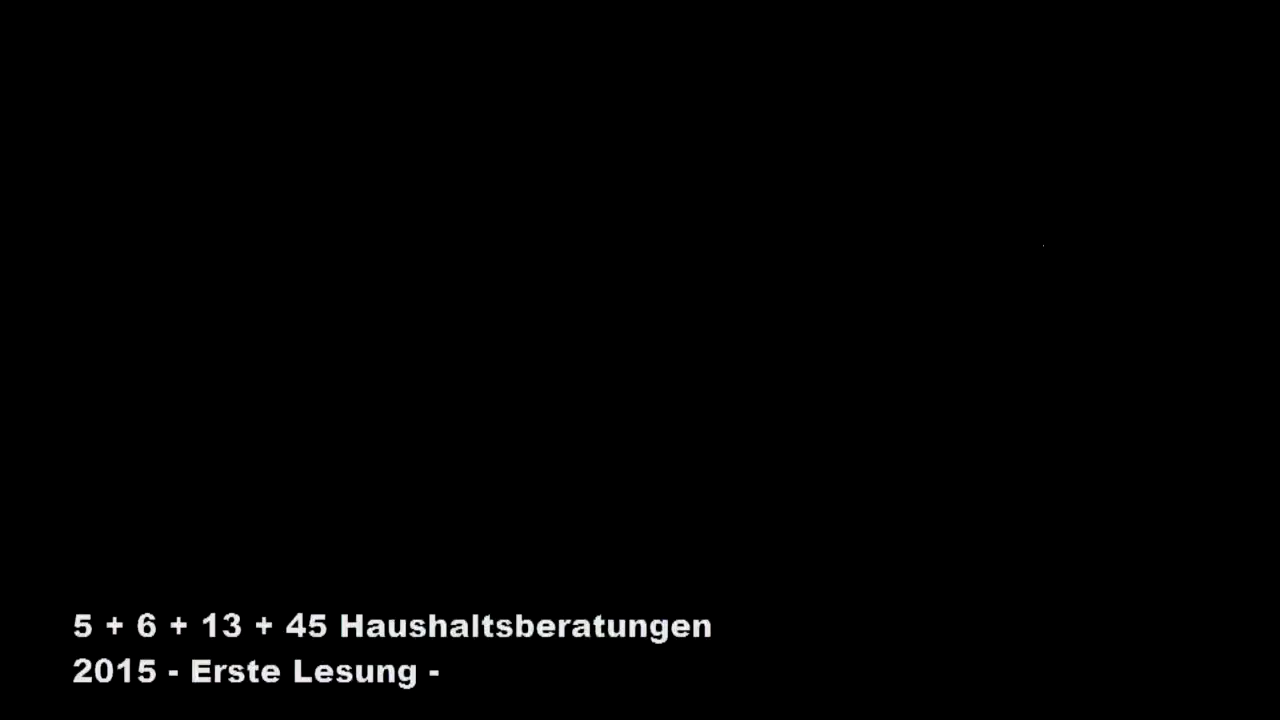 5 + 6 + 13 + 45 Haushaltsberatungen
2015 - Erste Lesung -